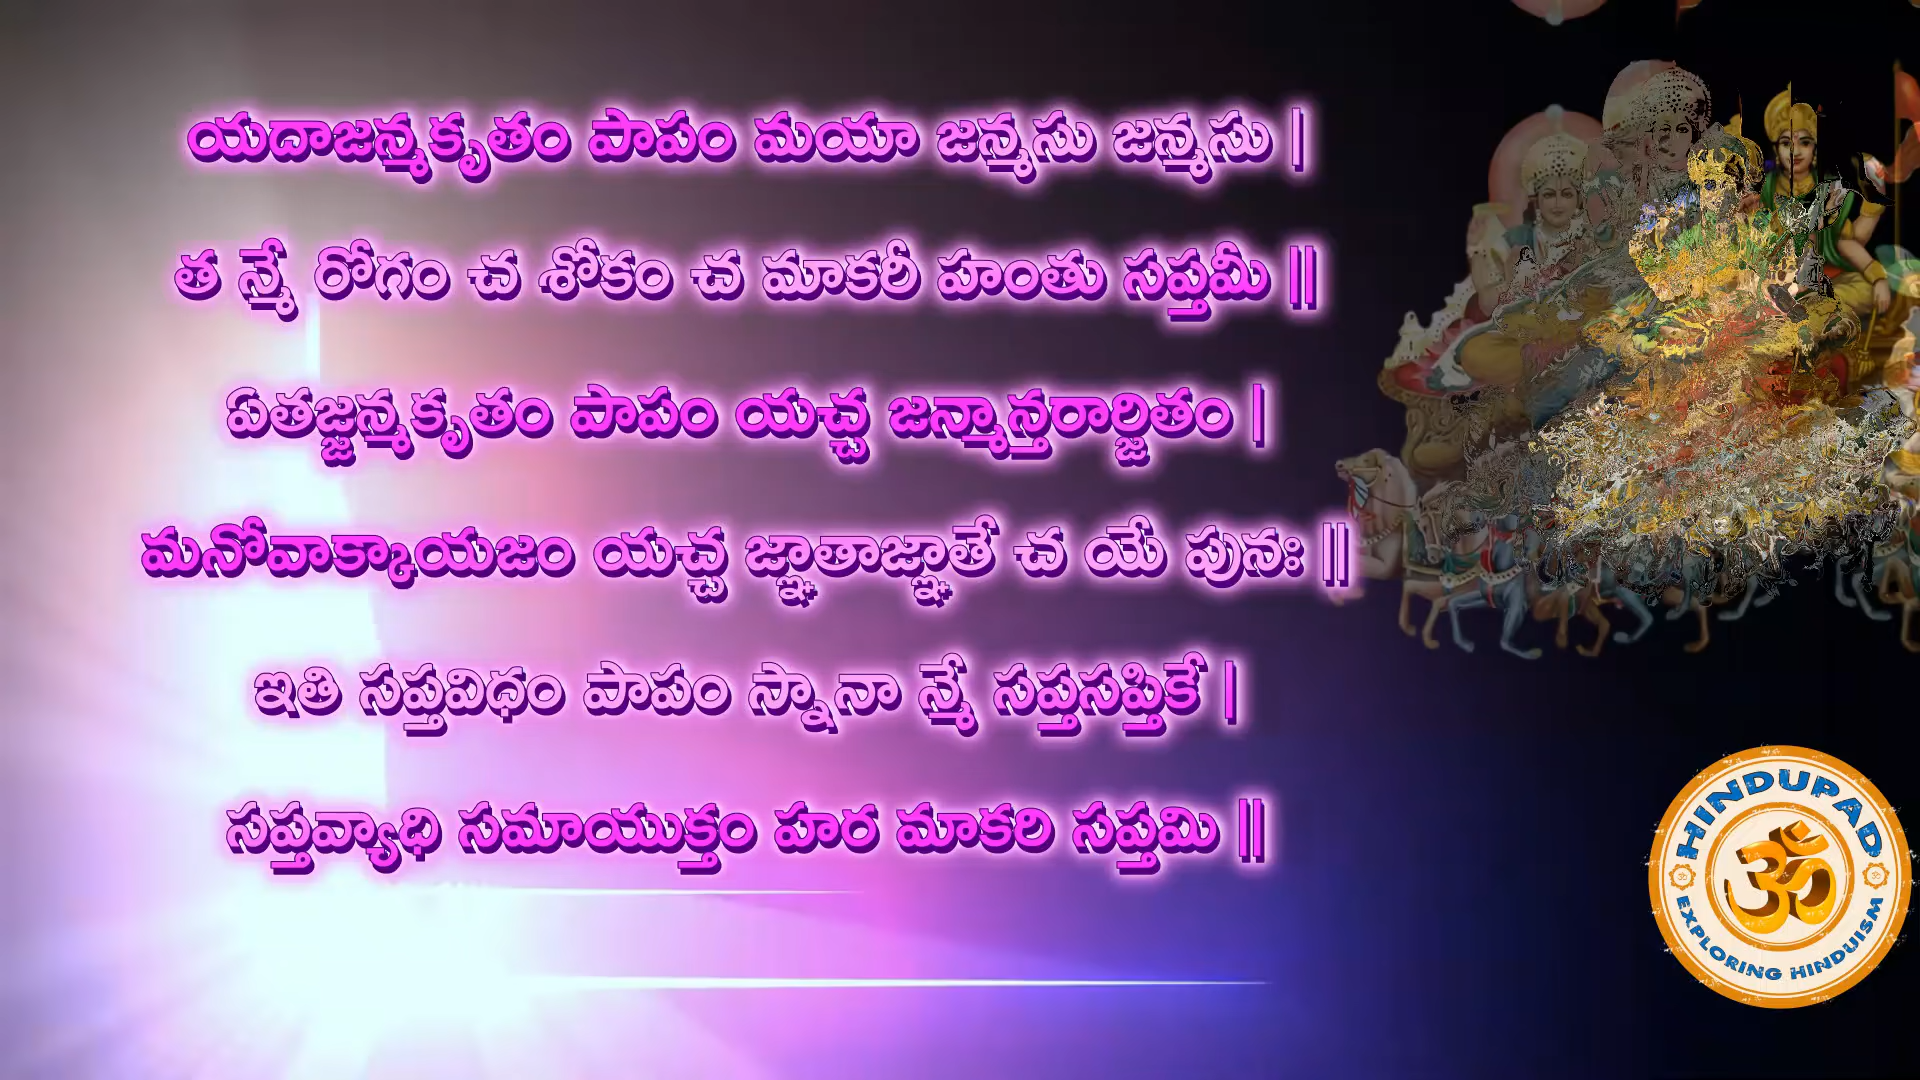 యదాజన్మకృతం పాపం మయా జన్మసు జన్మసు |
త న్మే రోగం చ శోకం చ మాకరీ హంతు సప్తమీ ||
ఏతజ్జన్మకృతం పాపం యచ్చ జన్మాన్తరార్జితం |
మనోవాక్కాయజం యచ్చ జ్ఞాతాజ్ఞాతే చ యే పునః ||
ఇతి సప్తవిధం పాపం స్నానా న్మే సప్తసప్తికే |
సప్తవ్యాధి సమాయుక్తం హర మాకరి సప్తమి ||
HINDUPAD
ॐ
EXPLORING HINDUISM